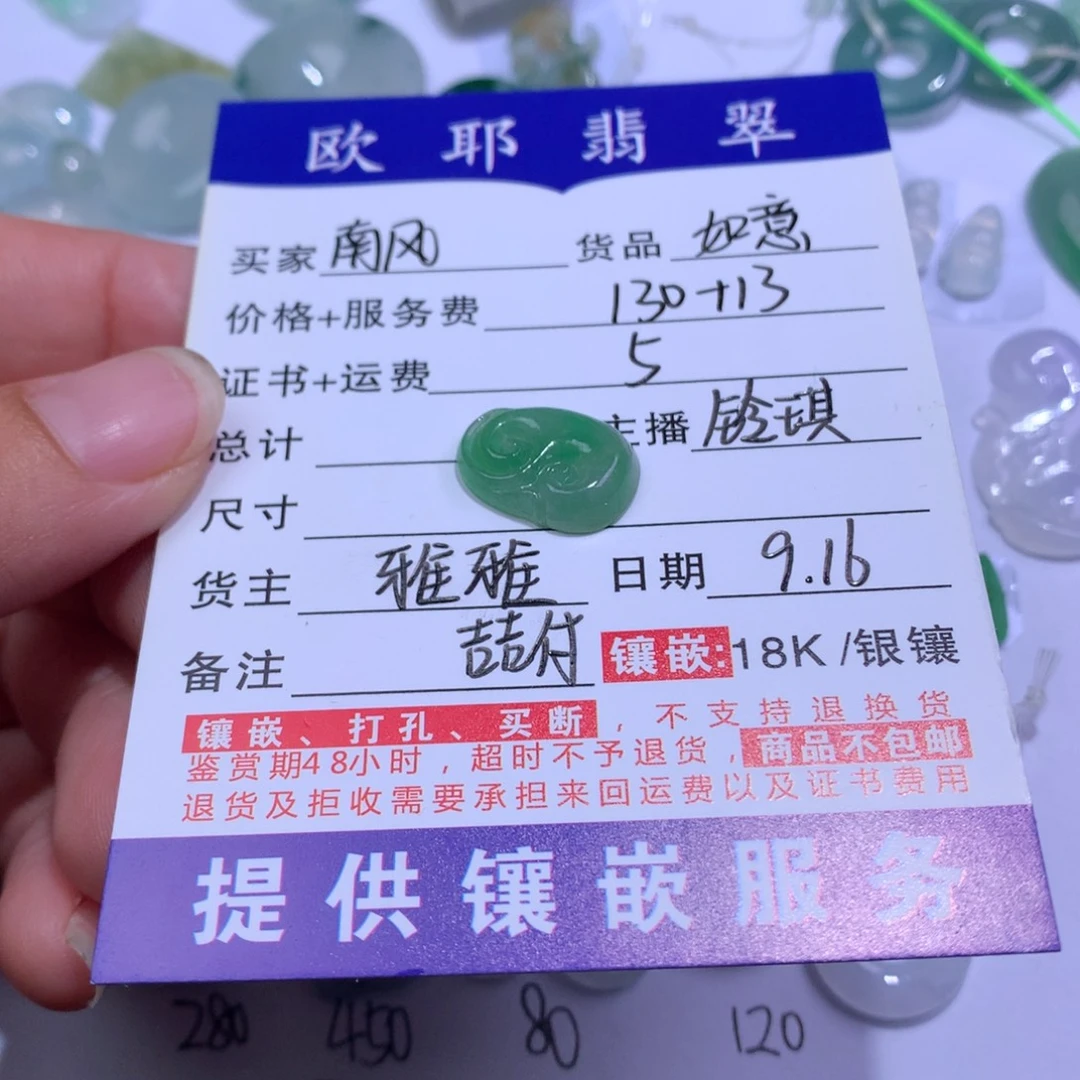 欧耶翡翠
买家 南风 货品 如意
价格+服务费 130+13
证书+运费 5
总计 主播 铃琪
尺寸
货主 雅雅 日期 9.16
备注 喆付 镶嵌:18K/银镶
镶嵌、打孔、买断，不支持退换货
鉴赏期48小时，超时不予退货，商品不包邮
退货及拒收需要承担来回运费以及证书费用
提供镶嵌服务
280 450 80 120